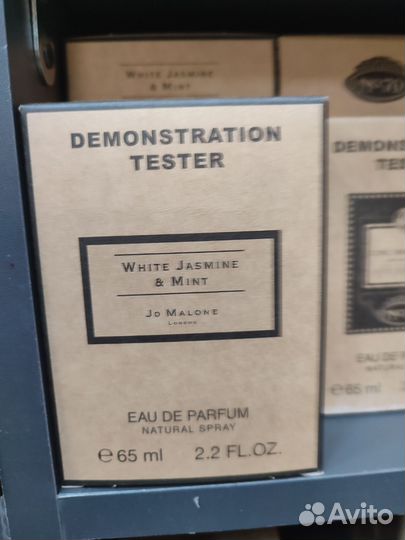 WHITE JASMINE
& MINT
DEMONSTRATION
TESTER
WHITE JASMINE
& MINT
JO MALONE
LONDON
EAU DE PARFUM
NATURAL SPRAY
℮ 65 ml 2.2 FL.OZ.
EAU DE
℮ 65 ml
Avito